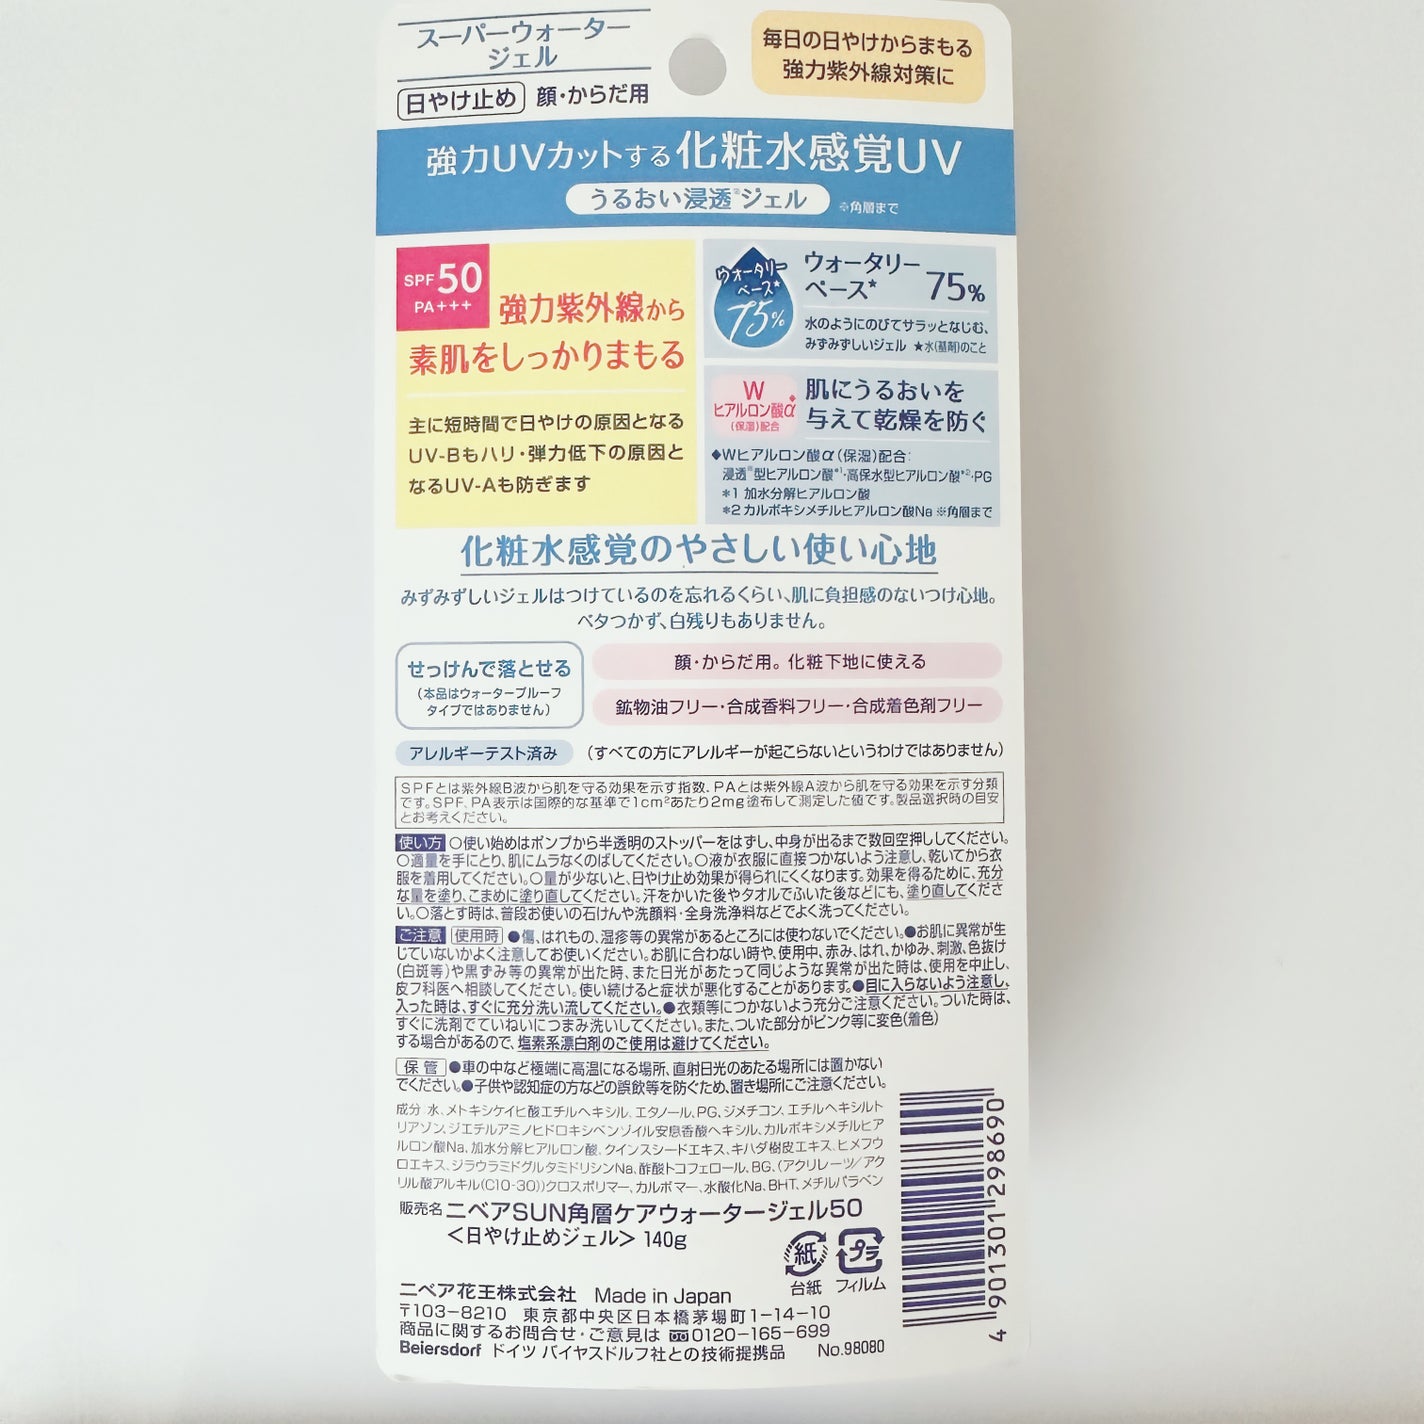 スーパーウォーター
ジェル
日やけ止め 顔・からだ用
毎日の日やけからまもる
強力紫外線対策に
強力UVカットする化粧水感覚UV
うるおい浸透※ジェル ※角層まで
SPF50
PA+++
強力紫外線から
素肌をしっかりまもる
主に短時間で日やけの原因となる
UV-Bもハリ・弾力低下の原因と
なるUV-Aも防ぎます
ウォータリー
ベース★
75%
ウォータリー
ベース★ 75%
水のようにのびてサラッとなじむ、
みずみずしいジェル ★水(基剤)のこと
W
ヒアルロン酸α◆
(保湿)配合
肌にうるおいを
与えて乾燥を防ぐ
◆Wヒアルロン酸α(保湿)配合:
浸透※型ヒアルロン酸*1・高保水型ヒアルロン酸*2・PG
*1 加水分解ヒアルロン酸
*2 カルボキシメチルヒアルロン酸Na ※角層まで
化粧水感覚のやさしい使い心地
みずみずしいジェルはつけているのを忘れるくらい、肌に負担感のないつけ心地。
ベタつかず、白残りもありません。
せっけんで落とせる
(本品はウォータープルーフ
タイプではありません)
顔・からだ用。化粧下地に使える
鉱物油フリー・合成香料フリー・合成着色剤フリー
アレルギーテスト済み (すべての方にアレルギーが起こらないというわけではありません)
SPFとは紫外線B波から肌を守る効果を示す指数、PAとは紫外線A波から肌を守る効果を示す分類
です。SPF、PA表示は国際的な基準で1cm²あたり2mg塗布して測定した値です。製品選択時の目安
とお考えください。
使い方 ○使い始めはポンプから半透明のストッパーをはずし、中身が出るまで数回空押ししてください。
○適量を手にとり、肌にムラなくのばしてください。○液が衣服に直接つかないよう注意し、乾いてから衣
服を着用してください。○量が少ないと、日やけ止め効果が得られにくくなります。効果を得るために、充分
な量を塗り、こまめに塗り直してください。汗をかいた後やタオルでふいた後などにも、塗り直してくださ
い。○落とす時は、普段お使いの石けんや洗顔料・全身洗浄料などでよく洗ってください。
ご注意 使用時 ●傷、はれもの、湿疹等の異常があるところには使わないでください。●お肌に異常が生
じていないかよく注意してお使いください。お肌に合わない時や、使用中、赤み、はれ、かゆみ、刺激、色抜け
(白斑等)や黒ずみ等の異常が出た時、また日光があたって同じような異常が出た時は、使用を中止し、
皮フ科医へ相談してください。使い続けると症状が悪化することがあります。●目に入らないよう注意し、
入った時は、すぐに充分洗い流してください。●衣類等につかないよう充分ご注意ください。ついた時は、
すぐに洗剤でていねいにつまみ洗いしてください。また、ついた部分がピンク等に変色(着色)
する場合があるので、塩素系漂白剤のご使用は避けてください。
保管 ●車の中など極端に高温になる場所、直射日光のあたる場所には置かない
でください。●子供や認知症の方などの誤飲等を防ぐため、置き場所にご注意ください。
成分 水、メトキシケイヒ酸エチルヘキシル、エタノール、PG、ジメチコン、エチルヘキシルト
リアゾン、ジエチルアミノヒドロキシベンゾイル安息香酸ヘキシル、カルボキシメチルヒア
ルロン酸Na、加水分解ヒアルロン酸、クインスシードエキス、キハダ樹皮エキス、ヒメフウ
ロエキス、ジラウラミドグルタミドリシンNa、酢酸トコフェロール、BG、(アクリレーツ/アク
リル酸アルキル(C10-30))クロスポリマー、カルボマー、水酸化Na、BHT、メチルパラベン
販売名 ニベアSUN角層ケアウォータージェル50
<日やけ止めジェル> 140g
紙
台紙
プラ
フィルム
ニベア花王株式会社 Made in Japan
〒103-8210 東京都中央区日本橋茅場町1-14-10
商品に関するお問合せ・ご意見は 0120-165-699
Beiersdorf ドイツ バイヤスドルフ社との技術提携品 No.98080
4 901301 298690